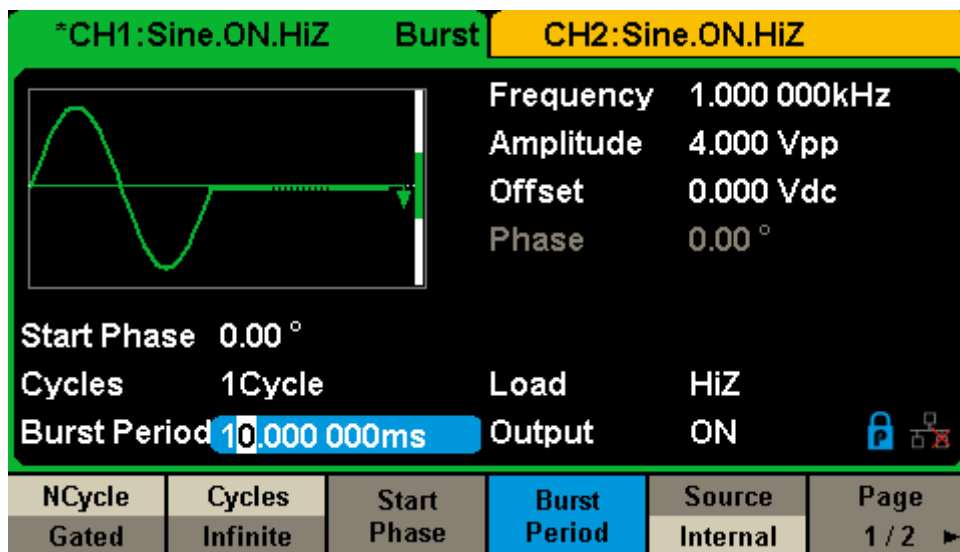 *CH1:Sine.ON.HiZ Burst CH2:Sine.ON.HiZ
Frequency 1.000 000kHz
Amplitude 4.000 Vpp
Offset 0.000 Vdc
Phase 0.00 °
Start Phase 0.00 °
Cycles 1Cycle Load HiZ
Burst Period 10.000 000ms Output ON P
NCycle Cycles Start Burst Source Page
Gated Infinite Phase Period Internal 1 / 2 ►